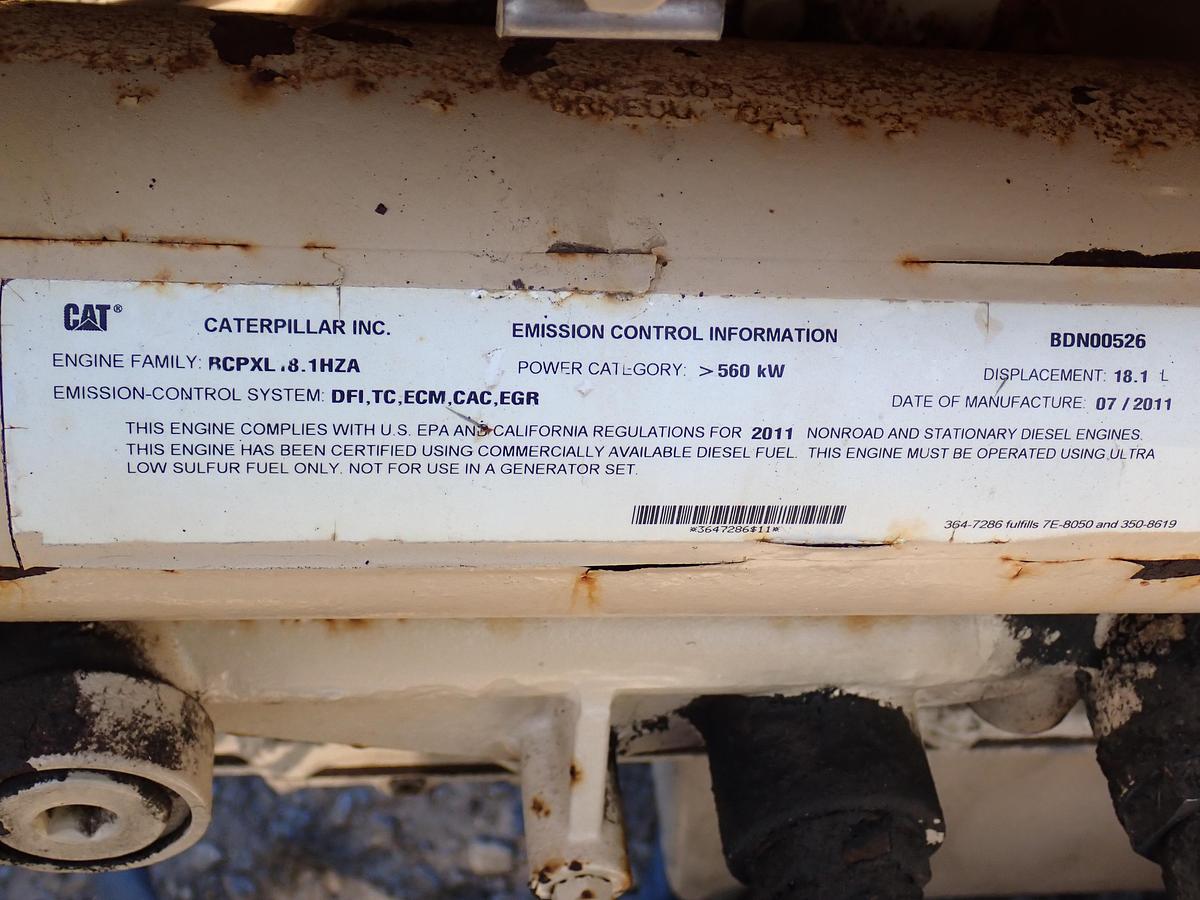 CAT®
CATERPILLAR INC.
EMISSION CONTROL INFORMATION
BDN00526
ENGINE FAMILY: BCPXL18.1HZA
POWER CATEGORY: > 560 kW
DISPLACEMENT: 18.1 L
EMISSION-CONTROL SYSTEM: DFI,TC,ECM,CAC,EGR
DATE OF MANUFACTURE: 07 / 2011
THIS ENGINE COMPLIES WITH U.S. EPA AND CALIFORNIA REGULATIONS FOR 2011 NONROAD AND STATIONARY DIESEL ENGINES.
THIS ENGINE HAS BEEN CERTIFIED USING COMMERCIALLY AVAILABLE DIESEL FUEL. THIS ENGINE MUST BE OPERATED USING ULTRA
LOW SULFUR FUEL ONLY. NOT FOR USE IN A GENERATOR SET.
*3647286$11*
364-7286 fulfills 7E-8050 and 350-8619